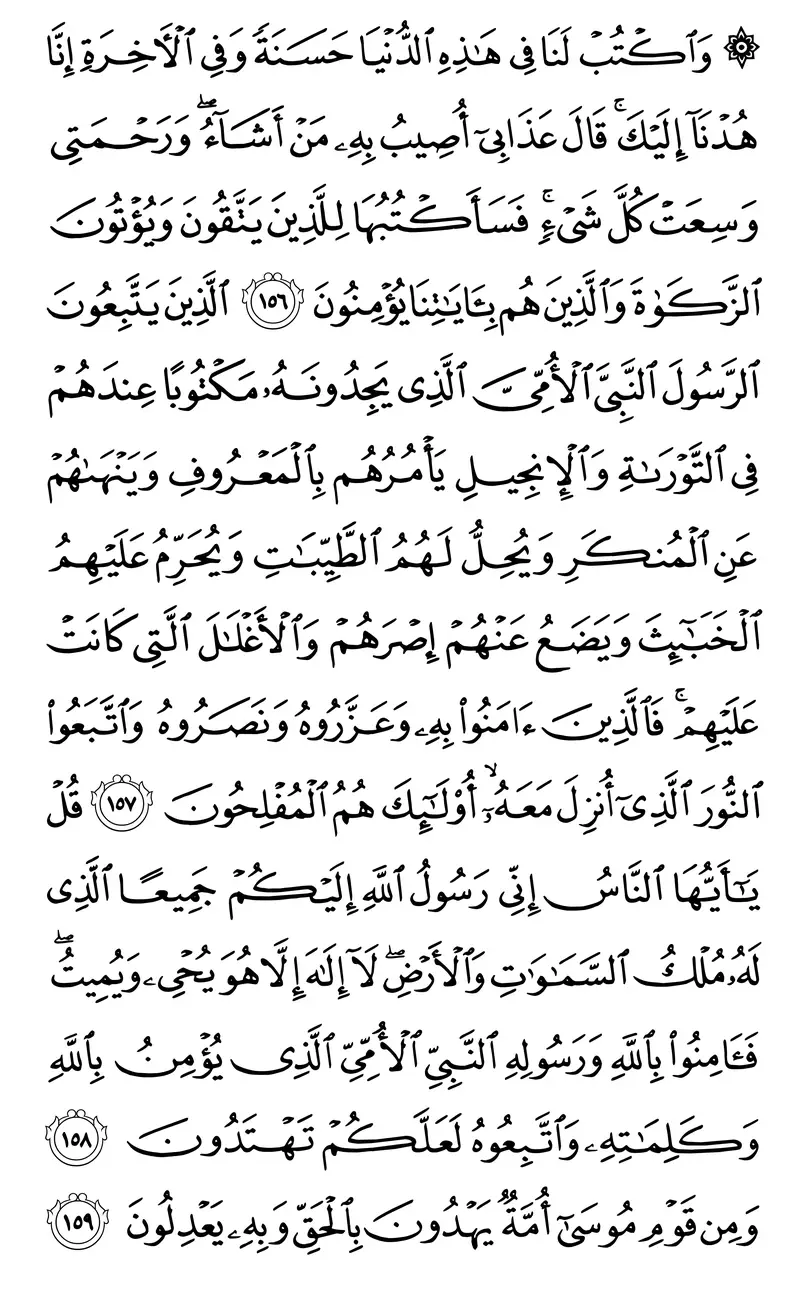 ۞ وَٱكۡتُبۡ لَنَا فِي هَٰذِهِ ٱلدُّنۡيَا حَسَنَةٗ وَفِي ٱلۡأٓخِرَةِ إِنَّا
هُدۡنَآ إِلَيۡكَۚ قَالَ عَذَابِيٓ أُصِيبُ بِهِۦ مَنۡ أَشَآءُۖ وَرَحۡمَتِي
وَسِعَتۡ كُلَّ شَيۡءٖۚ فَسَأَكۡتُبُهَا لِلَّذِينَ يَتَّقُونَ وَيُؤۡتُونَ
ٱلزَّكَوٰةَ وَٱلَّذِينَ هُم بِـَٔايَٰتِنَا يُؤۡمِنُونَ ١٥٦ ٱلَّذِينَ يَتَّبِعُونَ
ٱلرَّسُولَ ٱلنَّبِيَّ ٱلۡأُمِّيَّ ٱلَّذِي يَجِدُونَهُۥ مَكۡتُوبًا عِندَهُمۡ
فِي ٱلتَّوۡرَىٰةِ وَٱلۡإِنجِيلِ يَأۡمُرُهُم بِٱلۡمَعۡرُوفِ وَيَنۡهَىٰهُمۡ
عَنِ ٱلۡمُنكَرِ وَيُحِلُّ لَهُمُ ٱلطَّيِّبَٰتِ وَيُحَرِّمُ عَلَيۡهِمُ
ٱلۡخَبَٰٓئِثَ وَيَضَعُ عَنۡهُمۡ إِصۡرَهُمۡ وَٱلۡأَغۡلَٰلَ ٱلَّتِي كَانَتۡ
عَلَيۡهِمۡۚ فَٱلَّذِينَ ءَامَنُواْ بِهِۦ وَعَزَّرُوهُ وَنَصَرُوهُ وَٱتَّبَعُواْ
ٱلنُّورَ ٱلَّذِيٓ أُنزِلَ مَعَهُۥٓۙ أُوْلَٰٓئِكَ هُمُ ٱلۡمُفۡلِحُونَ ١٥٧ قُلۡ
يَٰٓأَيُّهَا ٱلنَّاسُ إِنِّي رَسُولُ ٱللَّهِ إِلَيۡكُمۡ جَمِيعًا ٱلَّذِي
لَهُۥ مُلۡكُ ٱلسَّمَٰوَٰتِ وَٱلۡأَرۡضِۖ لَآ إِلَٰهَ إِلَّا هُوَ يُحۡيِۦ وَيُمِيتُۖ
فَـَٔامِنُواْ بِٱللَّهِ وَرَسُولِهِ ٱلنَّبِيِّ ٱلۡأُمِّيِّ ٱلَّذِي يُؤۡمِنُ بِٱللَّهِ
وَكَلِمَٰتِهِۦ وَٱتَّبِعُوهُ لَعَلَّكُمۡ تَهۡتَدُونَ ١٥٨
وَمِن قَوۡمِ مُوسَىٰٓ أُمَّةٞ يَهۡدُونَ بِٱلۡحَقِّ وَبِهِۦ يَعۡدِلُونَ ١٥٩